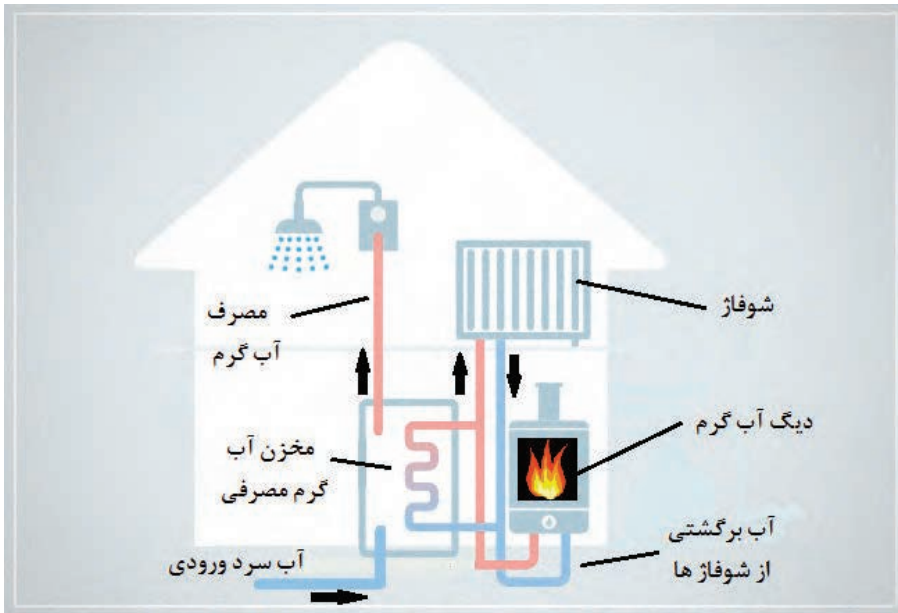 مصرف
آب گرم
شوفاژ
دیگ آب گرم
مخزن آب
گرم مصرفی
آب برگشتی
از شوفاژ ها
آب سرد ورودی